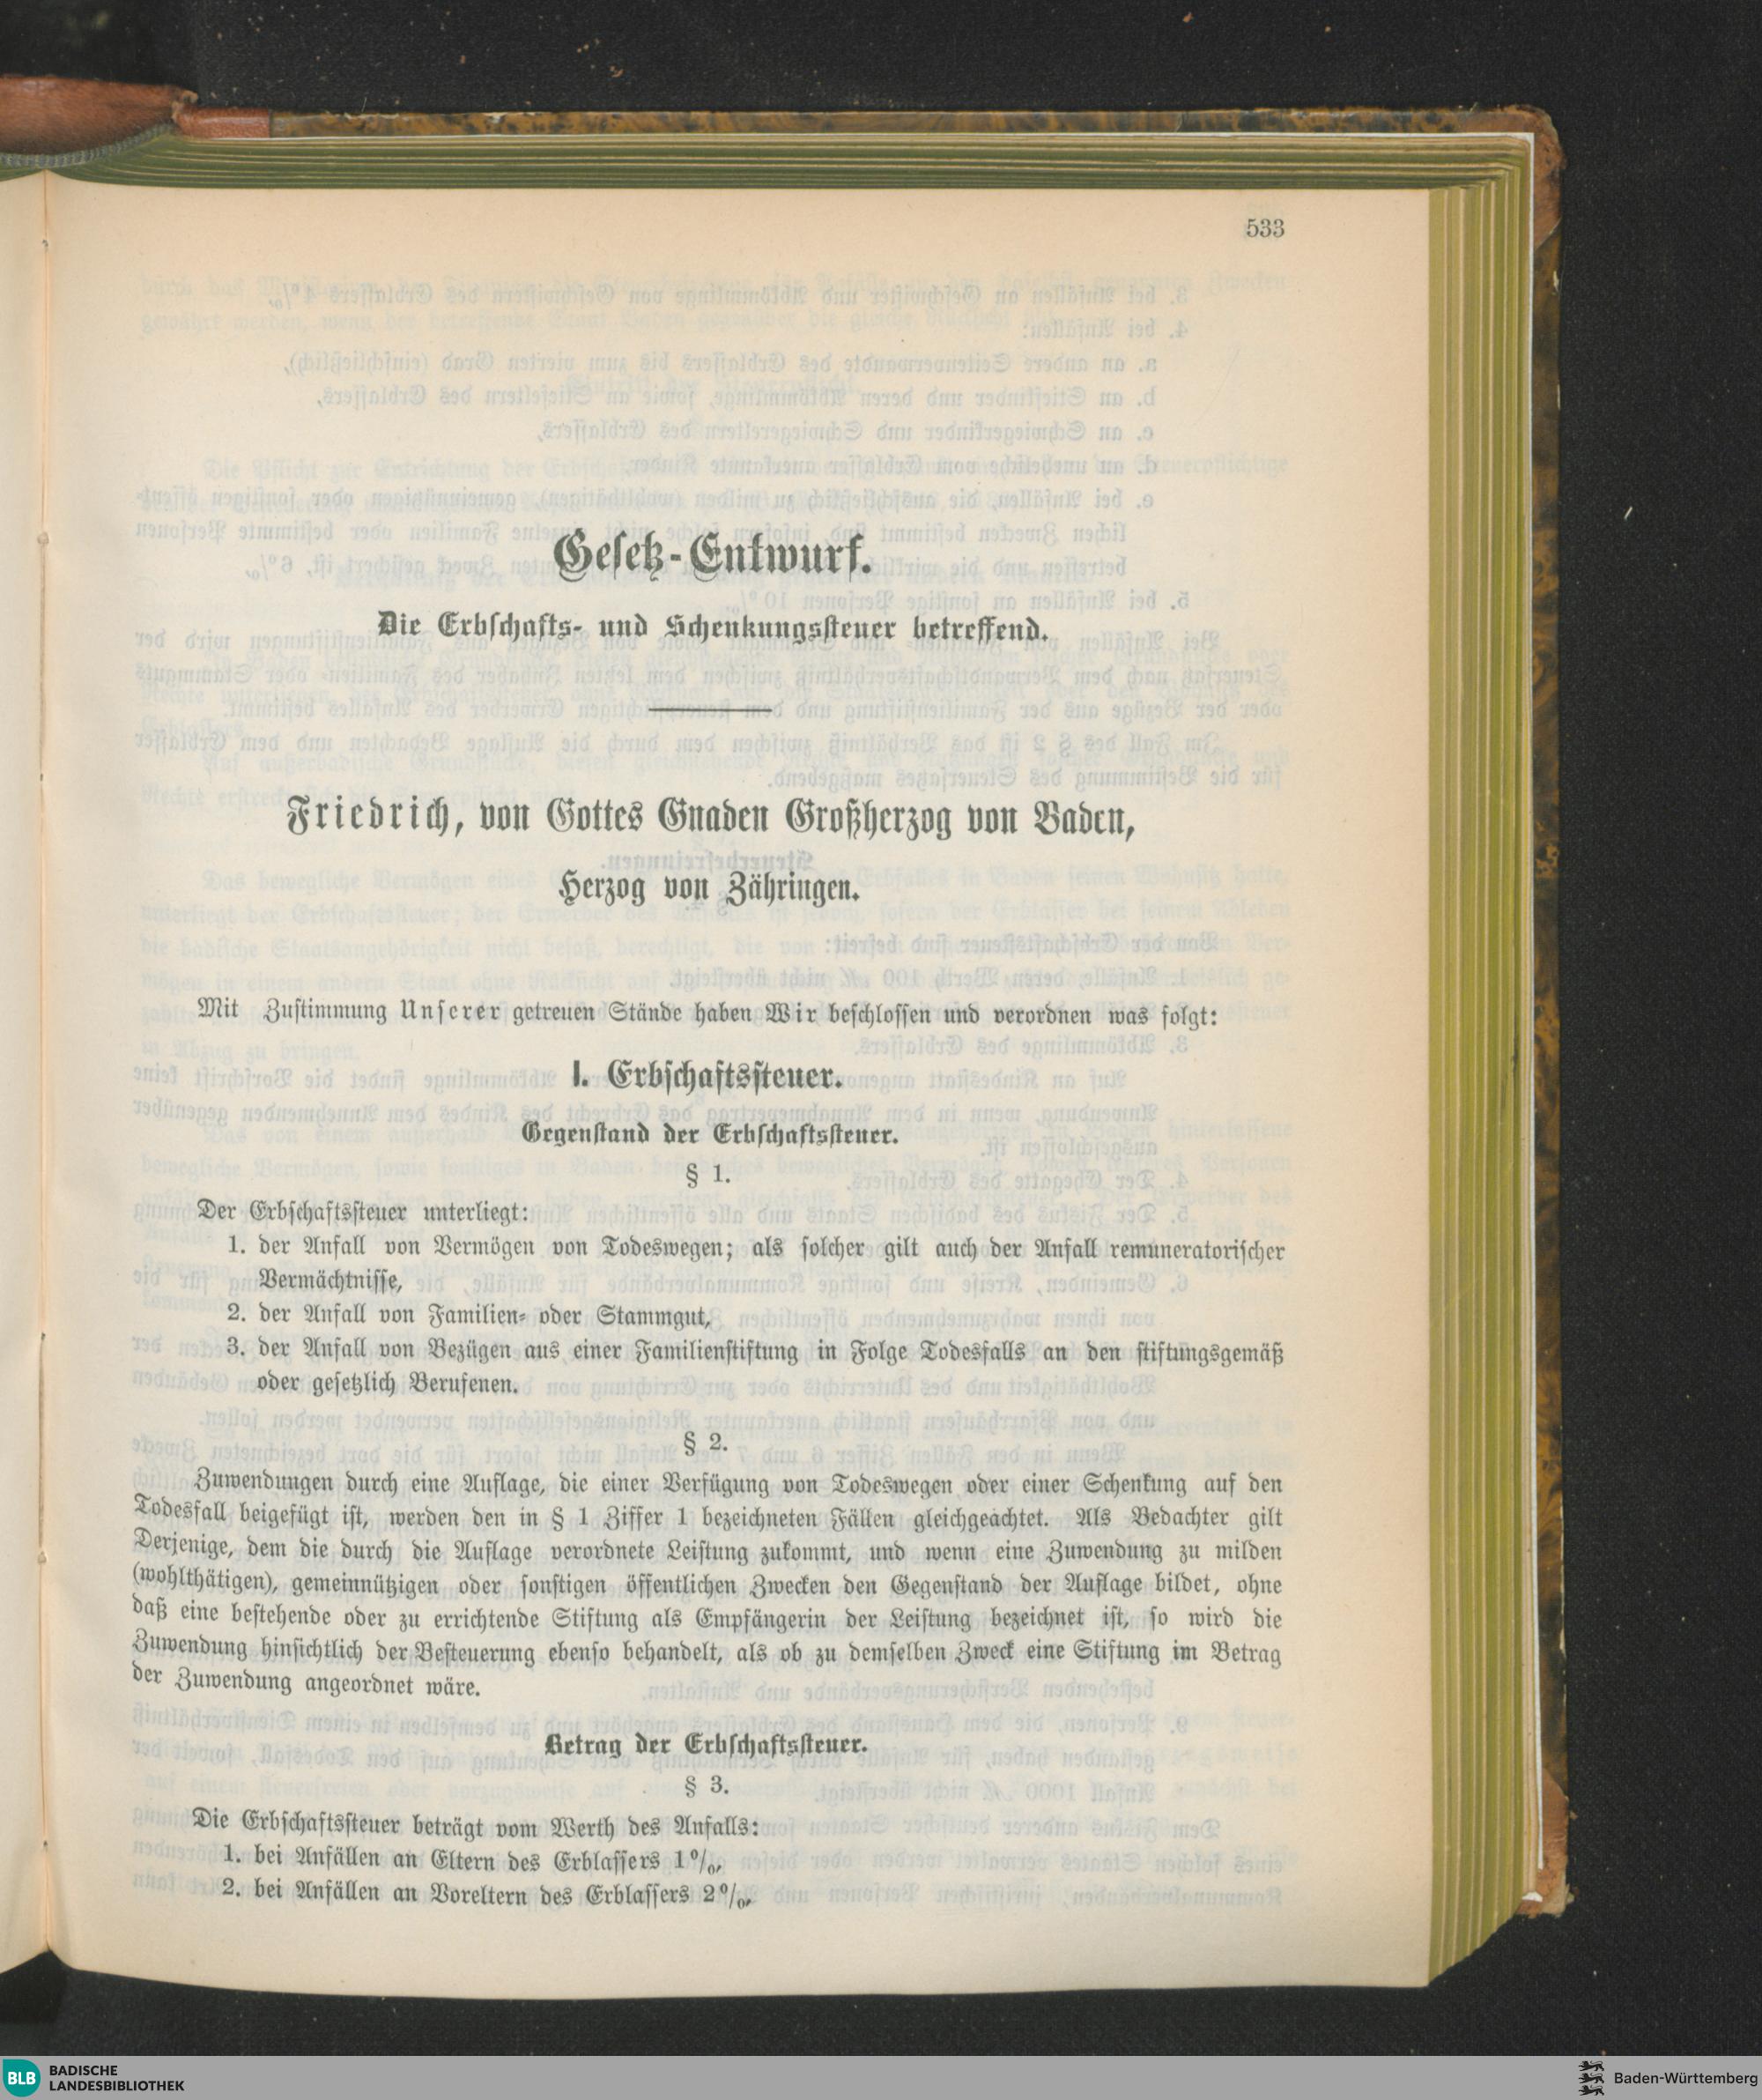 533
Gesetz-Entwurf.
Die Erbschafts- und Schenkungssteuer betreffend.
Friedrich, von Gottes Gnaden Großherzog von Baden,
Herzog von Zähringen.
Mit Zustimmung Unserer getreuen Stände haben Wir beschlossen und verordnen was folgt:
I. Erbschaftssteuer.
Gegenstand der Erbschaftssteuer.
§ 1.
Der Erbschaftssteuer unterliegt:
1. der Anfall von Vermögen von Todeswegen; als solcher gilt auch der Anfall remuneratorischer
Vermächtnisse,
2. der Anfall von Familien- oder Stammgut,
3. der Anfall von Bezügen aus einer Familienstiftung in Folge Todesfalls an den stiftungsgemäß
oder gesetzlich Berufenen.
§ 2.
Zuwendungen durch eine Auflage, die einer Verfügung von Todeswegen oder einer Schenkung auf den
Todesfall beigefügt ist, werden den in § 1 Ziffer 1 bezeichneten Fällen gleichgeachtet. Als Bedachter gilt
Derjenige, dem die durch die Auflage verordnete Leistung zukommt, und wenn eine Zuwendung zu milden
(wohlthätigen), gemeinnützigen oder sonstigen öffentlichen Zwecken den Gegenstand der Auflage bildet, ohne
daß eine bestehende oder zu errichtende Stiftung als Empfängerin der Leistung bezeichnet ist, so wird die
Zuwendung hinsichtlich der Besteuerung ebenso behandelt, als ob zu demselben Zweck eine Stiftung im Betrag
der Zuwendung angeordnet wäre.
Betrag der Erbschaftssteuer.
§ 3.
Die Erbschaftssteuer beträgt vom Werth des Anfalls:
1. bei Anfällen an Eltern des Erblassers 1 %,
2. bei Anfällen an Voreltern des Erblassers 2 %,
BLB BADISCHE
LANDESBIBLIOTHEK
Baden-Württemberg